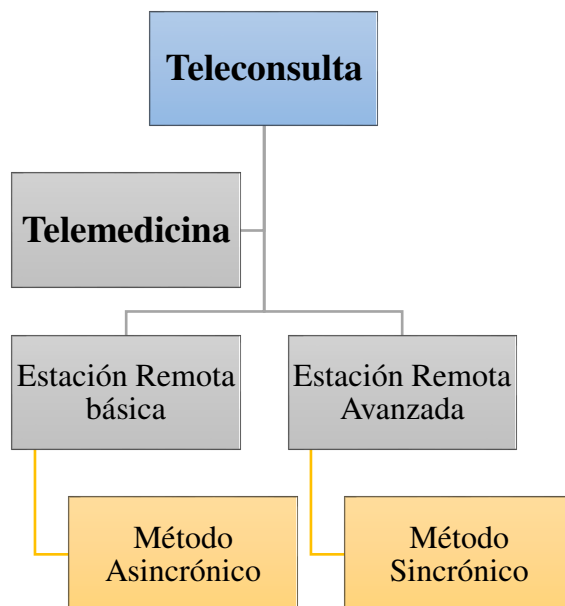 Teleconsulta
Telemedicina
Estación Remota
básica
Estación Remota
Avanzada
Método
Asincrónico
Método
Sincrónico